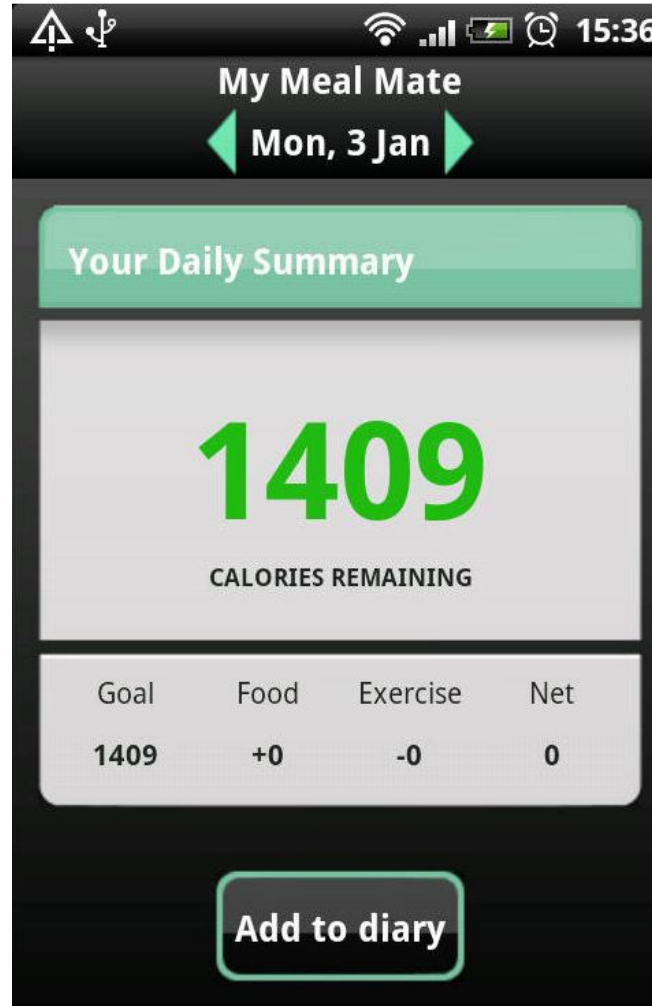 15:36
My Meal Mate
Mon, 3 Jan
Your Daily Summary
1409
CALORIES REMAINING
Goal Food Exercise Net
1409 +0 -0 0
Add to diary